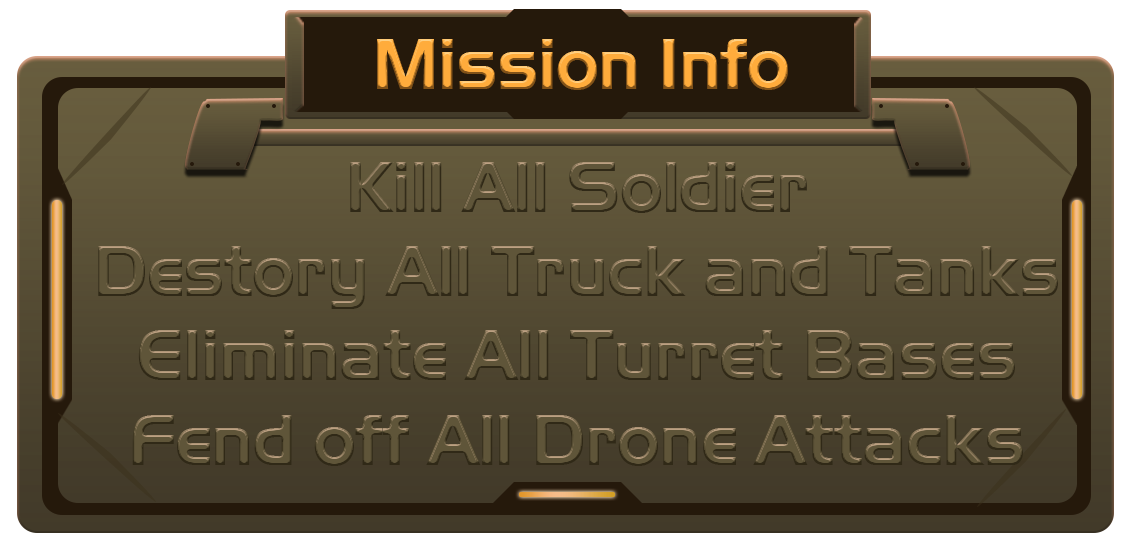 Mission Info
Kill All Soldier
Destory All Truck and Tanks
Eliminate All Turret Bases
Fend off All Drone Attacks